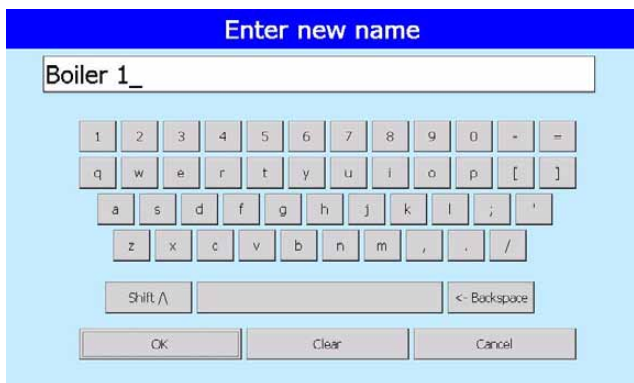 Enter new name
Boiler 1_
1 2 3 4 5 6 7 8 9 0 - =
q w e r t y u i o p [ ]
a s d f g h j k l ; '
z x c v b n m , . /
Shift /\ <- Backspace
OK Clear Cancel